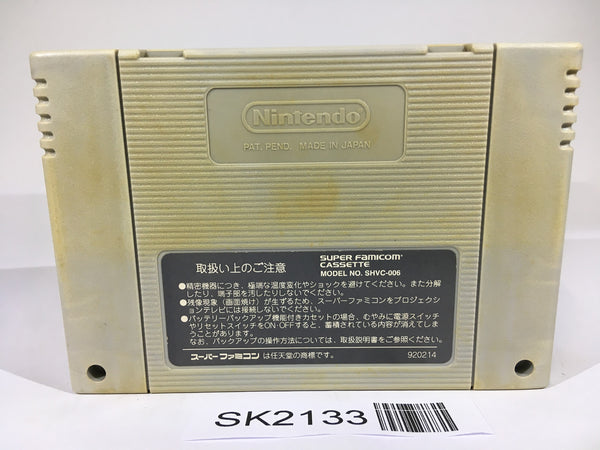 Nintendo
PAT. PEND. MADE IN JAPAN
取扱い上のご注意
SUPER FAMICOM
CASSETTE
MODEL NO. SHVC-006
●精密機器につき、極端な温度変化やショックを避けてください。また分解
したり、端子部を汚したりしないでください。
●残像現象(画面焼け)が生ずるため、スーパーファミコンをプロジェクシ
ョンテレビには接続しないでください。
●バッテリーバックアップ機能付きカセットの場合、むやみに電源スイッチ
やリセットスイッチをON・OFFすると、蓄積されている内容が消えてしま
うことがあります。
なお、バックアップの操作方法については、取扱説明書をご参照ください。
スーパーファミコン は任天堂の商標です。
920214
SK2133